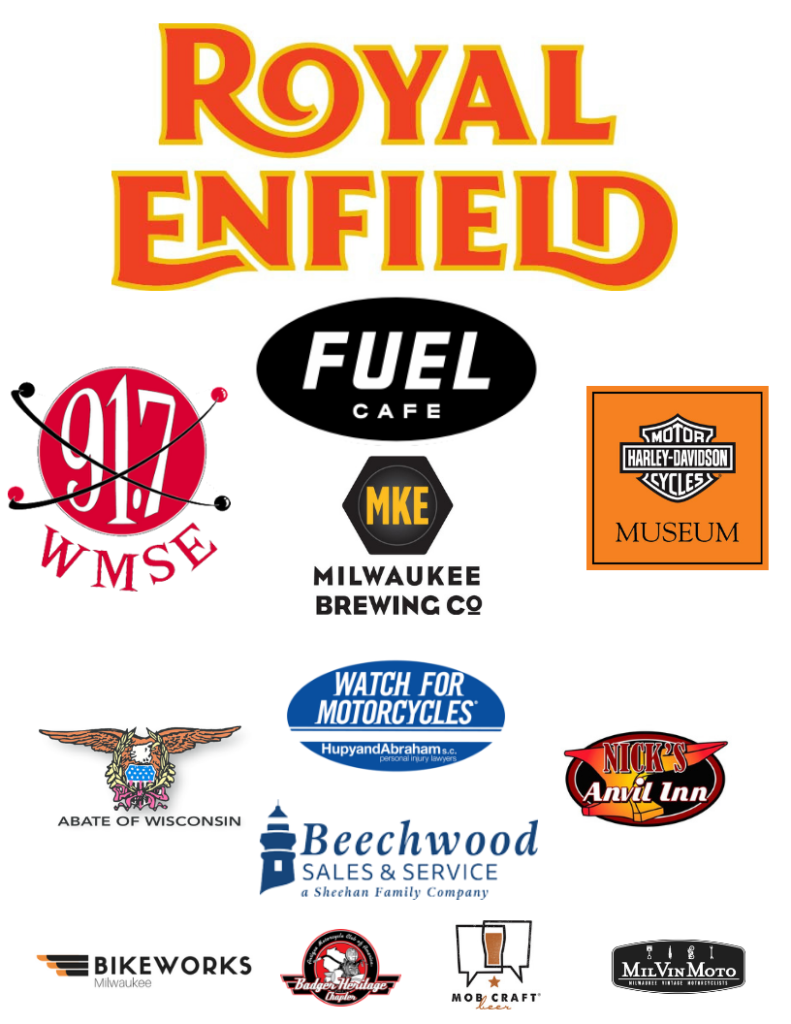 ROYAL
ENFIELD
FUEL
CAFE
91.7
WMSE
MOTOR
HARLEY-DAVIDSON
CYCLES
MUSEUM
MKE
MILWAUKEE
BREWING CO
WATCH FOR
MOTORCYCLES
HupyandAbraham S.C.
personal injury lawyers
ABATE OF WISCONSIN
NICK'S
Anvil Inn
Beechwood
SALES & SERVICE
a Sheehan Family Company
BIKEWORKS
Milwaukee
Badger Heritage
Chapter
MOB CRAFT
beer
MILVINMOTO
MILWAUKEE VINTAGE MOTORCYCLISTS